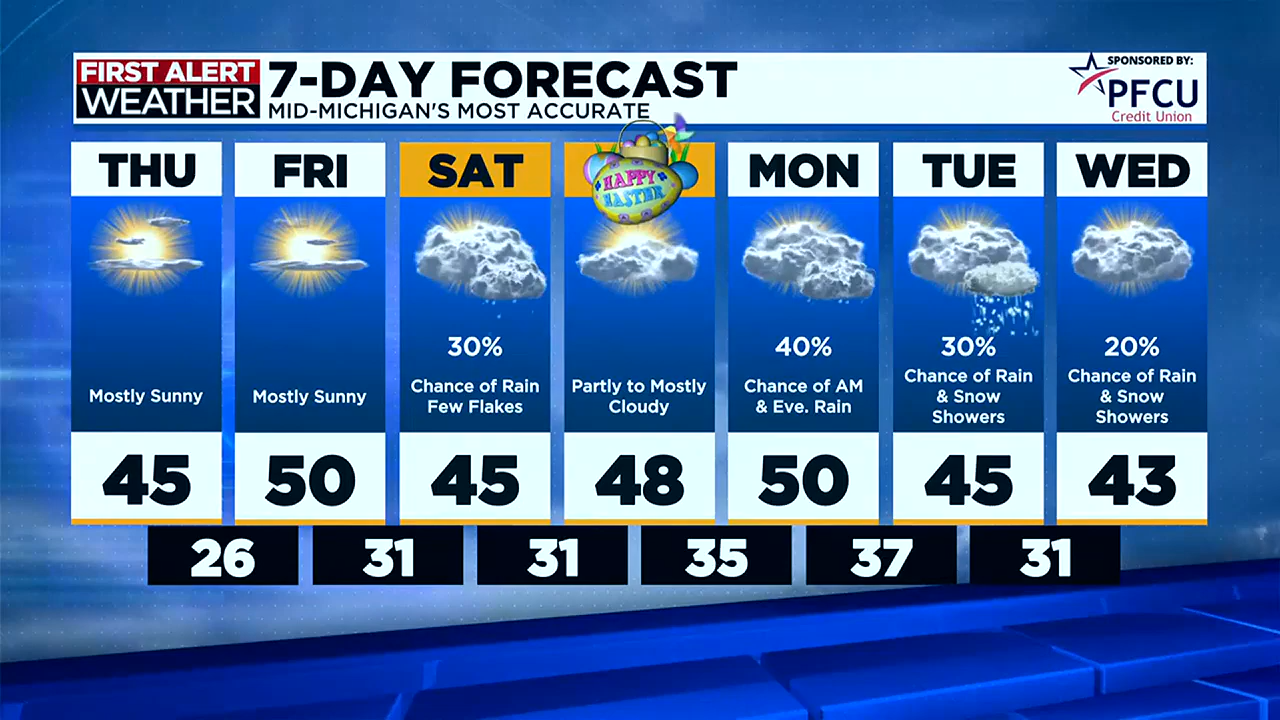 FIRST ALERT
WEATHER
7-DAY FORECAST
MID-MICHIGAN'S MOST ACCURATE
SPONSORED BY:
PFCU
Credit Union
THU
Mostly Sunny
45
FRI
Mostly Sunny
50
SAT
30%
Chance of Rain
Few Flakes
45
HAPPY
EASTER
Partly to Mostly
Cloudy
48
MON
40%
Chance of AM
& Eve. Rain
50
TUE
30%
Chance of Rain
& Snow
Showers
45
WED
20%
Chance of Rain
& Snow
Showers
43
26
31
31
35
37
31